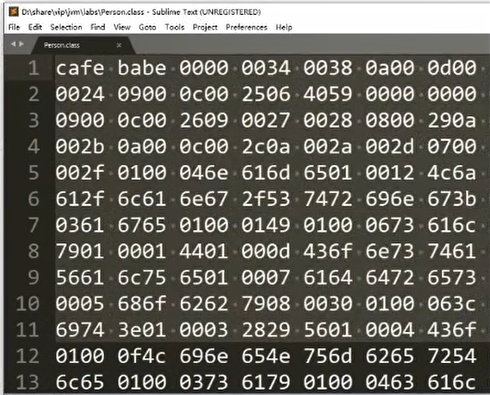 D:\share\vip\jvm\labs\Person.class - Sublime Text (UNREGISTERED)
File Edit Selection Find View Goto Tools Project Preferences Help
Person.class ×
1 cafe babe 0000 0034 0038 0a00 0d00
2 0024 0900 0c00 2506 4059 0000 0000
3 0900 0c00 2609 0027 0028 0800 290a
4 002b 0a00 0c00 2c0a 002a 002d 0700
5 002f 0100 046e 616d 6501 0012 4c6a
6 612f 6c61 6e67 2f53 7472 696e 673b
7 0361 6765 0100 0149 0100 0673 616c
8 7901 0001 4401 000d 436f 6e73 7461
9 5661 6c75 6501 0007 6164 6472 6573
10 0005 686f 6262 7908 0030 0100 063c
11 6974 3e01 0003 2829 5601 0004 436f
12 0100 0f4c 696e 654e 756d 6265 7254
13 6c65 0100 0373 6179 0100 0463 616c